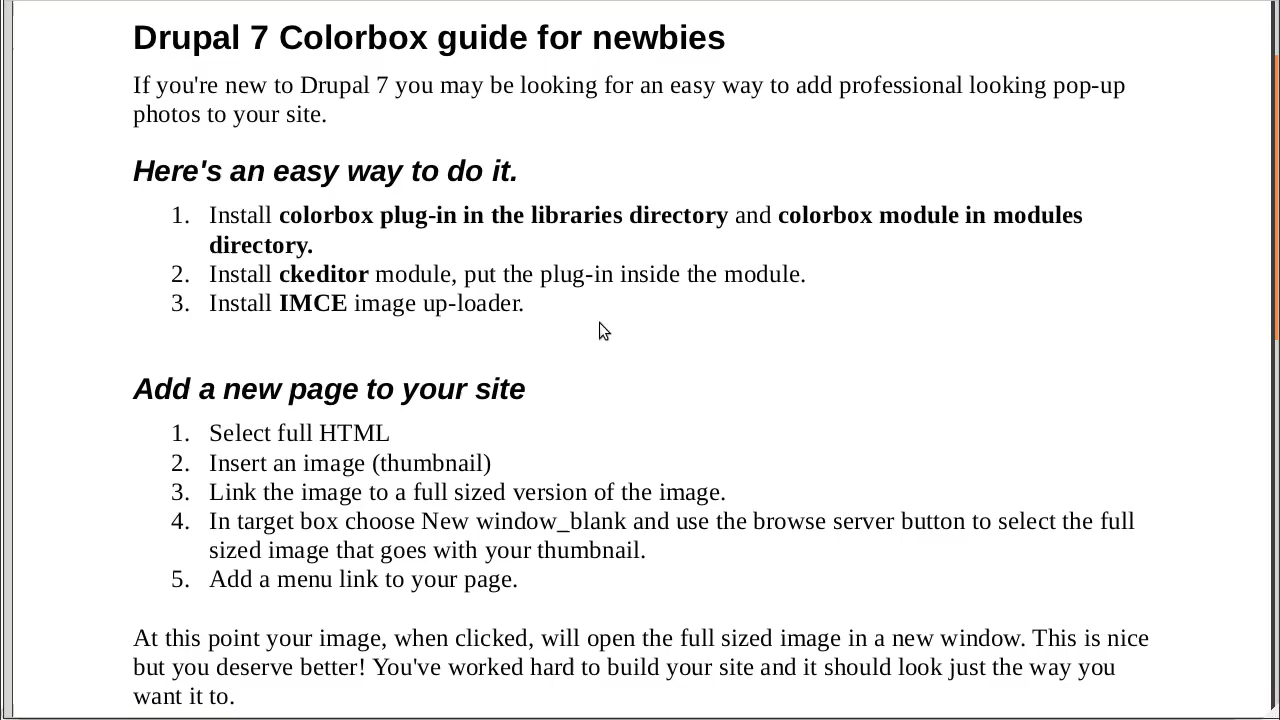 Drupal 7 Colorbox guide for newbies
If you're new to Drupal 7 you may be looking for an easy way to add professional looking pop-up
photos to your site.
Here's an easy way to do it.
1. Install colorbox plug-in in the libraries directory and colorbox module in modules
directory.
2. Install ckeditor module, put the plug-in inside the module.
3. Install IMCE image up-loader.
Add a new page to your site
1. Select full HTML
2. Insert an image (thumbnail)
3. Link the image to a full sized version of the image.
4. In target box choose New window_blank and use the browse server button to select the full
sized image that goes with your thumbnail.
5. Add a menu link to your page.
At this point your image, when clicked, will open the full sized image in a new window. This is nice
but you deserve better! You've worked hard to build your site and it should look just the way you
want it to.